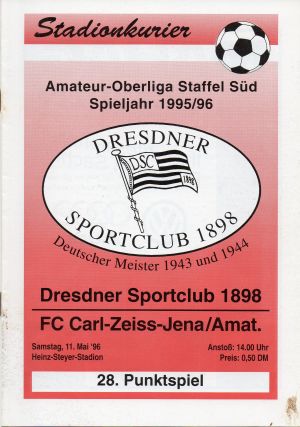 Stadionkurier
Amateur-Oberliga Staffel Süd
Spieljahr 1995/96
DRESDNER
DSC
1898
SPORTCLUB 1898
Deutscher Meister 1943 und 1944
Dresdner Sportclub 1898
FC Carl-Zeiss-Jena/Amat.
Samstag, 11. Mai '96 Anstoß: 14.00 Uhr
Heinz-Steyer-Stadion Preis: 0,50 DM
28. Punktspiel